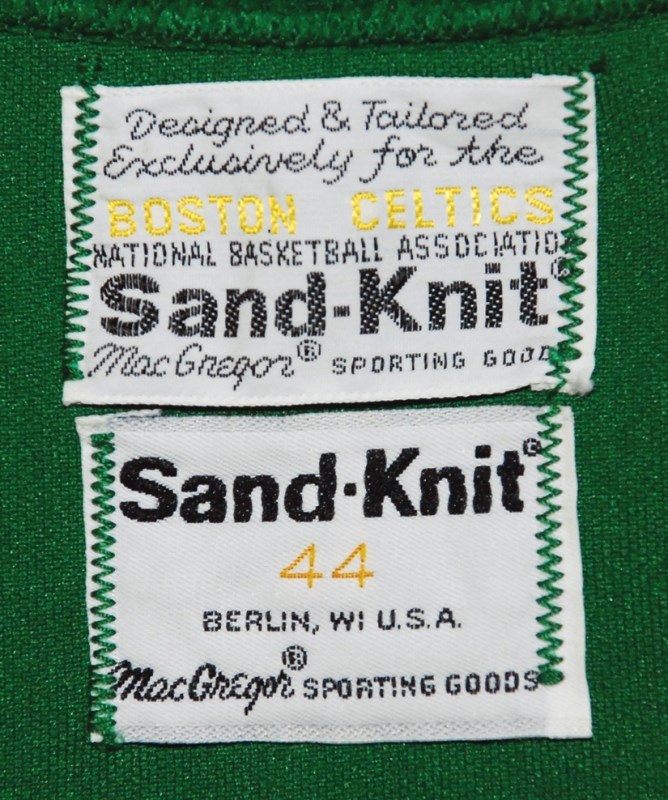 Designed & Tailored
Exclusively for the
BOSTON CELTICS
NATIONAL BASKETBALL ASSOCIATIO
Sand-Knit®
MacGregor® SPORTING GOOD
Sand·Knit®
44
BERLIN, WI U.S.A.
MacGregor® SPORTING GOODS